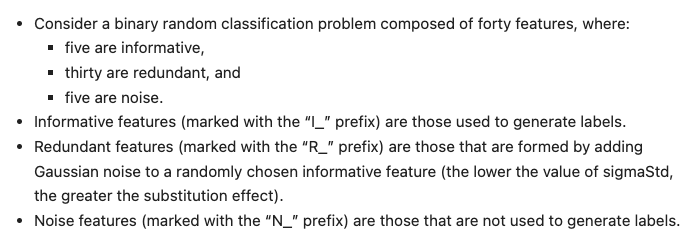 • Consider a binary random classification problem composed of forty features, where:
▪ five are informative,
▪ thirty are redundant, and
▪ five are noise.
• Informative features (marked with the “I_” prefix) are those used to generate labels.
• Redundant features (marked with the “R_” prefix) are those that are formed by adding
Gaussian noise to a randomly chosen informative feature (the lower the value of sigmaStd,
the greater the substitution effect).
• Noise features (marked with the “N_” prefix) are those that are not used to generate labels.